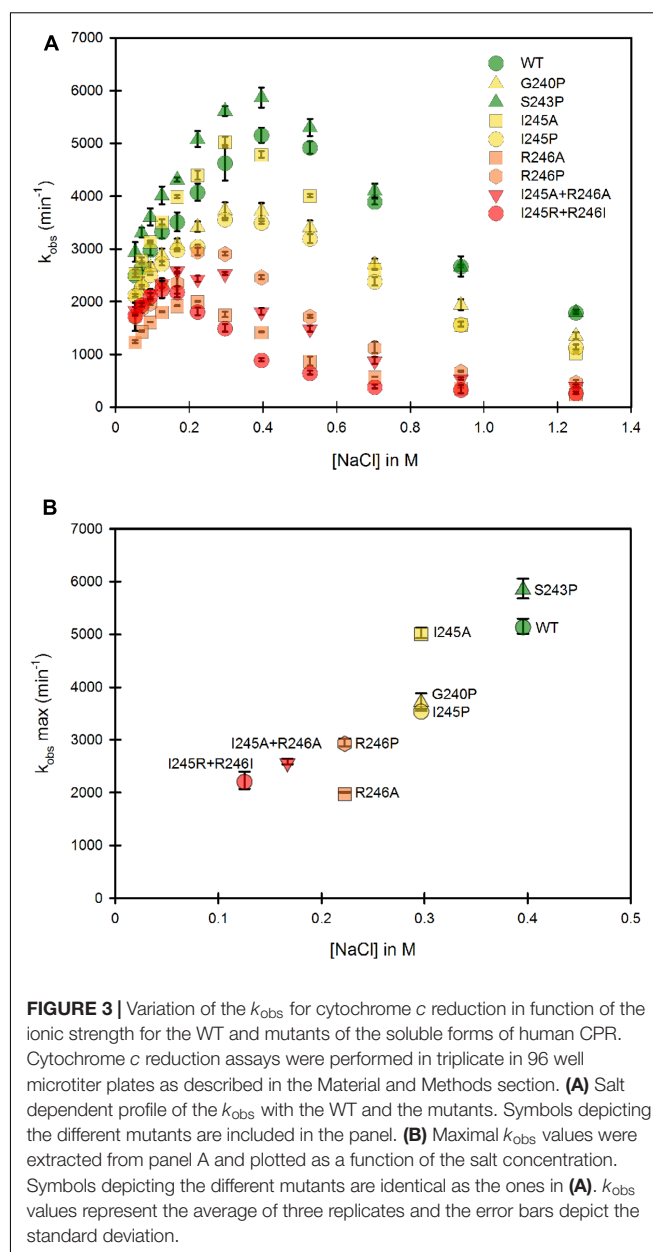 A
7000
6000
5000
4000
3000
2000
1000
0
k_obs (min⁻¹)
WT
G240P
S243P
I245A
I245P
R246A
R246P
I245A+R246A
I245R+R246I
0.0 0.2 0.4 0.6 0.8 1.0 1.2 1.4
[NaCl] in M
B
7000
6000
5000
4000
3000
2000
1000
0
k_obs max (min⁻¹)
S243P
WT
I245A
G240P
I245P
I245A+R246A
R246P
I245R+R246I
R246A
0 0.1 0.2 0.3 0.4 0.5
[NaCl] in M
FIGURE 3 | Variation of the k_obs for cytochrome c reduction in function of the
ionic strength for the WT and mutants of the soluble forms of human CPR.
Cytochrome c reduction assays were performed in triplicate in 96 well
microtiter plates as described in the Material and Methods section. (A) Salt
dependent profile of the k_obs with the WT and the mutants. Symbols depicting
the different mutants are included in the panel. (B) Maximal k_obs values were
extracted from panel A and plotted as a function of the salt concentration.
Symbols depicting the different mutants are identical as the ones in (A). k_obs
values represent the average of three replicates and the error bars depict the
standard deviation.